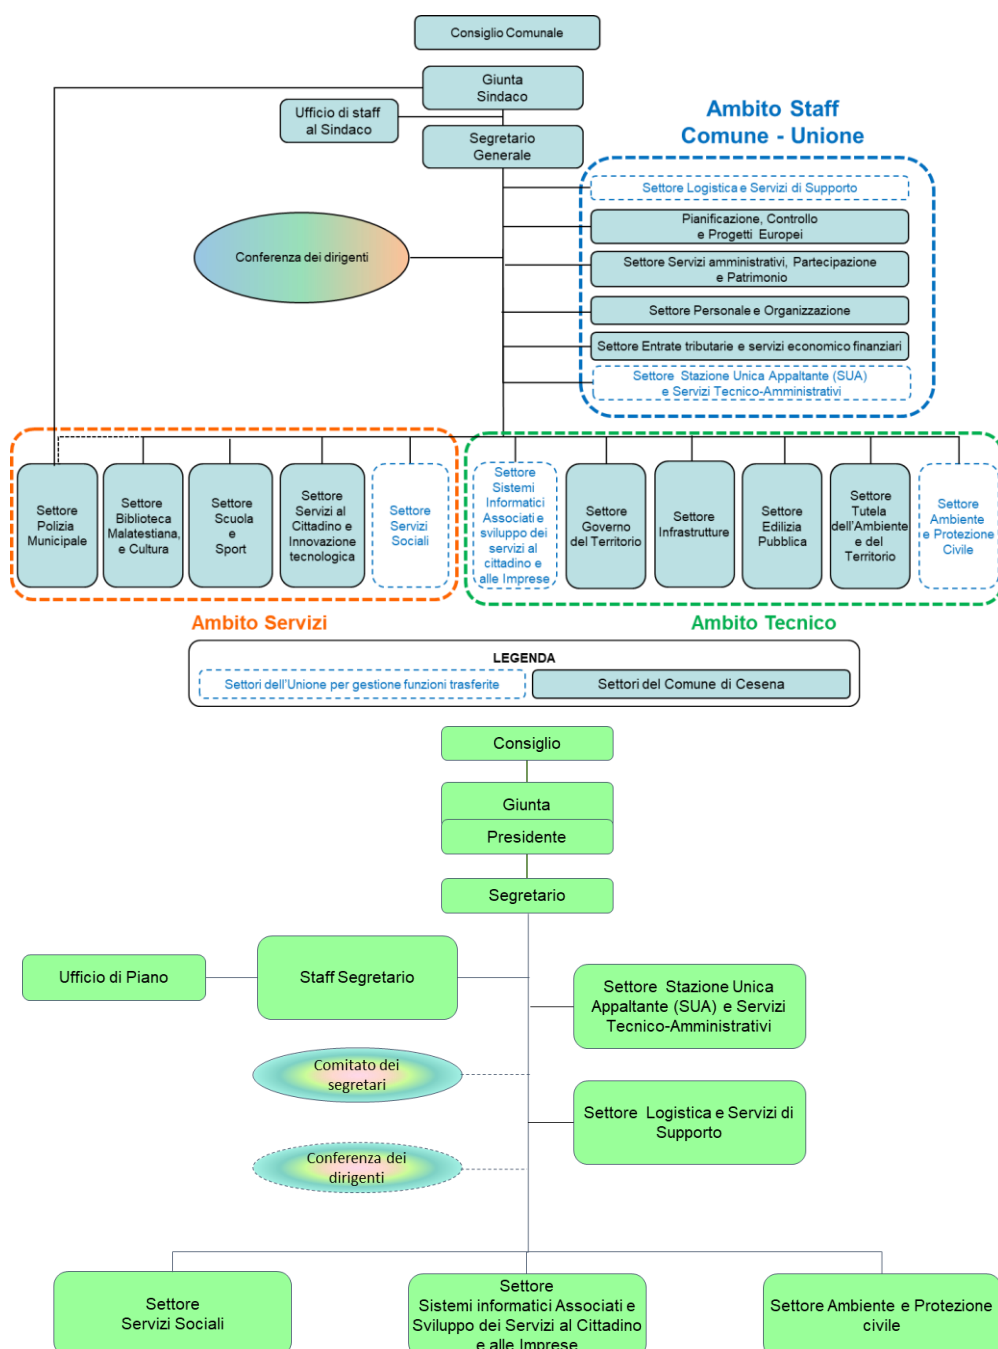 Consiglio Comunale
Giunta
Sindaco
Ufficio di staff
al Sindaco
Segretario
Generale
Ambito Staff
Comune - Unione
Settore Logistica e Servizi di Supporto
Pianificazione, Controllo
e Progetti Europei
Conferenza dei dirigenti
Settore Servizi amministrativi, Partecipazione
e Patrimonio
Settore Personale e Organizzazione
Settore Entrate tributarie e servizi economico finanziari
Settore Stazione Unica Appaltante (SUA)
e Servizi Tecnico-Amministrativi
Settore
Polizia
Municipale
Settore
Biblioteca
Malatestiana,
e Cultura
Settore
Scuola
e
Sport
Settore
Servizi al
Cittadino e
Innovazione
tecnologica
Settore
Servizi
Sociali
Settore
Sistemi
Informatici
Associati e
sviluppo dei
servizi al
cittadino e
alle Imprese
Settore
Governo
del Territorio
Settore
Infrastrutture
Settore
Edilizia
Pubblica
Settore
Tutela
dell'Ambiente
e del
Territorio
Settore
Ambiente
e Protezione
Civile
Ambito Servizi
Ambito Tecnico
LEGENDA
Settori dell'Unione per gestione funzioni trasferite
Settori del Comune di Cesena
Consiglio
Giunta
Presidente
Segretario
Ufficio di Piano
Staff Segretario
Settore Stazione Unica
Appaltante (SUA) e Servizi
Tecnico-Amministrativi
Comitato dei
segretari
Settore Logistica e Servizi di
Supporto
Conferenza dei
dirigenti
Settore
Servizi Sociali
Settore
Sistemi informatici Associati e
Sviluppo dei Servizi al Cittadino
e alle Imprese
Settore Ambiente e Protezione
civile